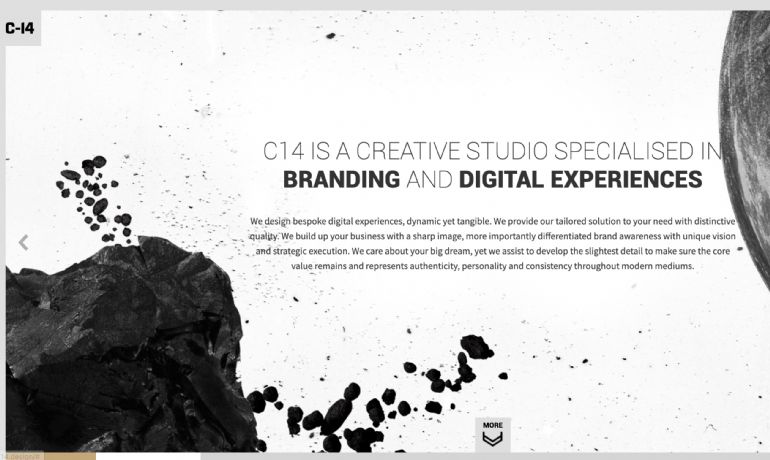 C-14
C14 IS A CREATIVE STUDIO SPECIALISED IN
BRANDING AND DIGITAL EXPERIENCES
We design bespoke digital experiences, dynamic yet tangible. We provide our tailored solution to your need with distinctive
quality. We build up your business with a sharp image, more importantly differentiated brand awareness with unique vision
and strategic execution. We care about your big dream, yet we assist to develop the slightest detail to make sure the core
value remains and represents authenticity, personality and consistency throughout modern mediums.
MORE